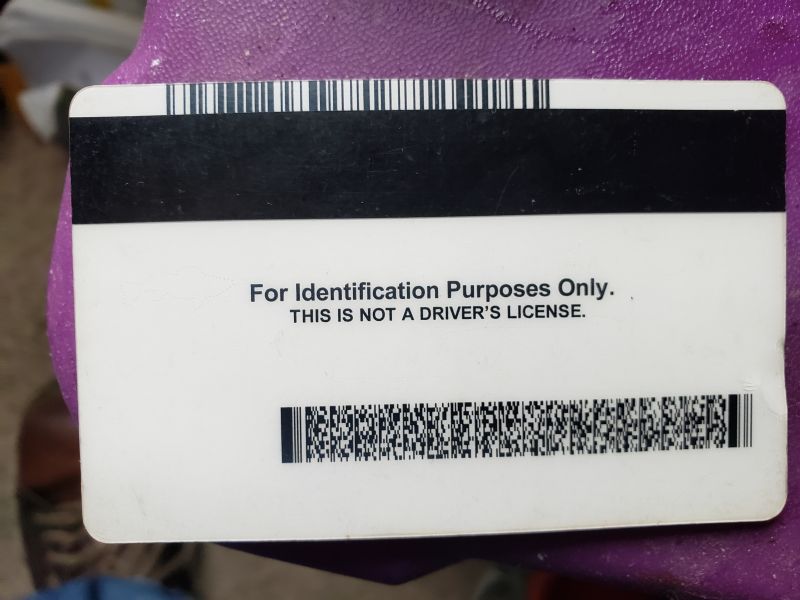 For Identification Purposes Only.
THIS IS NOT A DRIVER'S LICENSE.